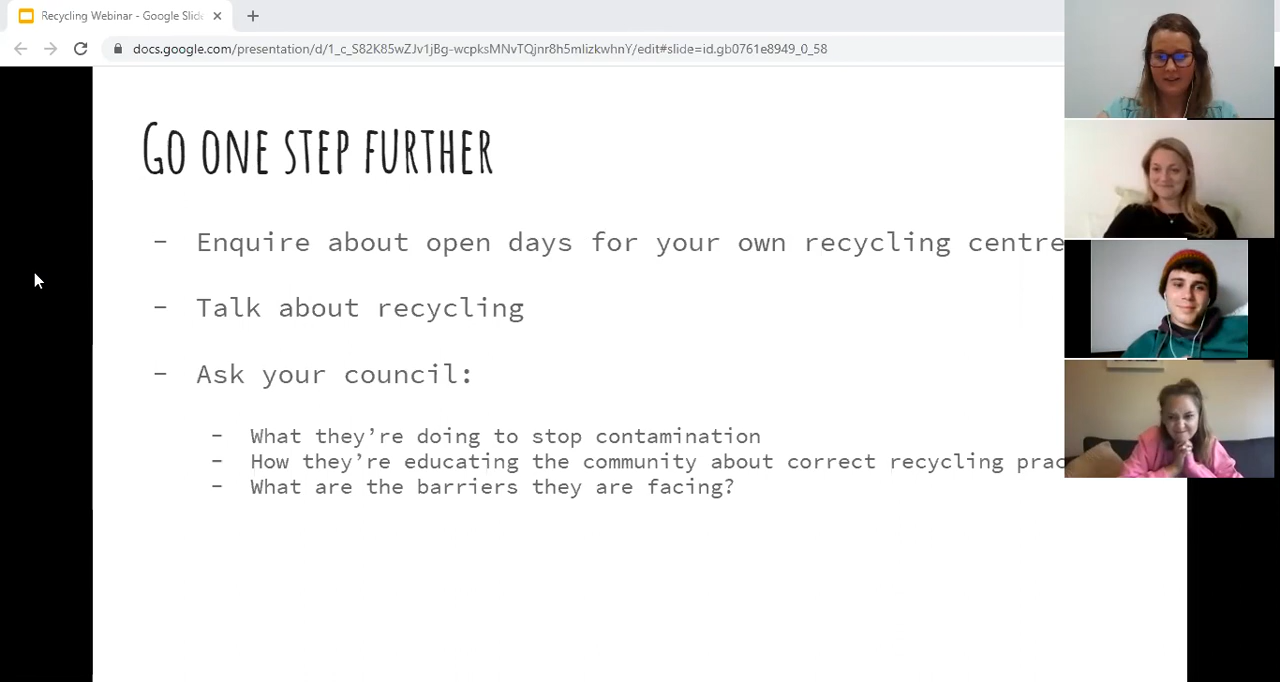 Recycling Webinar - Google Slid
docs.google.com/presentation/d/1_c_S82K85wZJv1jBg-wcpksMNvTQjnr8h5mlizkwhnY/edit#slide=id.gb0761e8949_0_58
Go one step further
- Enquire about open days for your own recycling centre
- Talk about recycling
- Ask your council:
- What they're doing to stop contamination
- How they're educating the community about correct recycling prac
- What are the barriers they are facing?